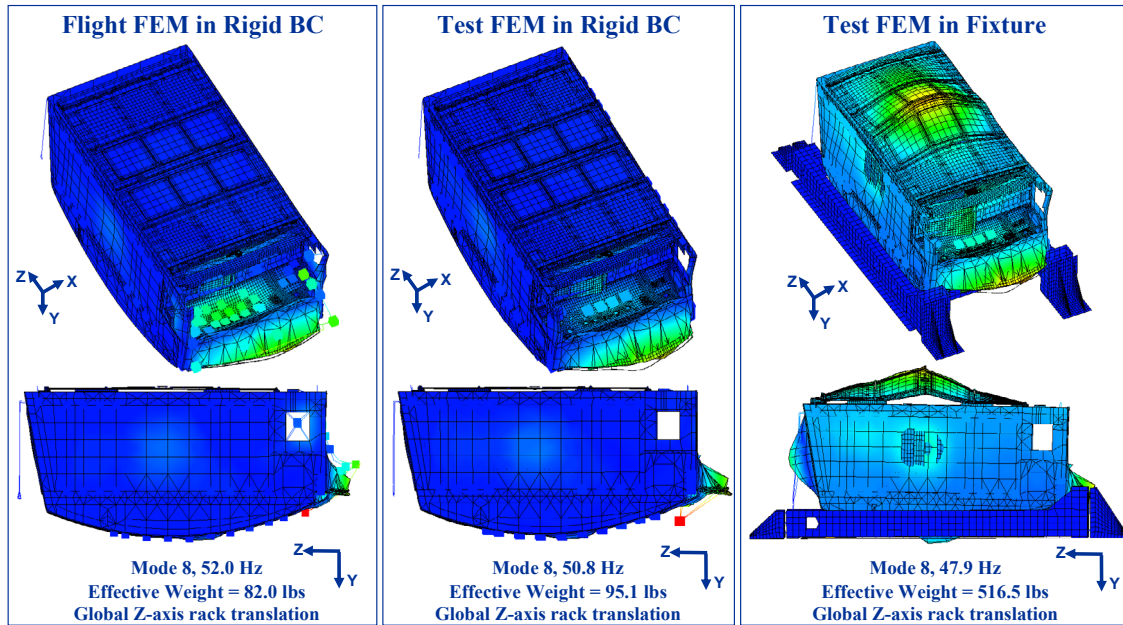 Flight FEM in Rigid BC
Z
X
Y
Z
Y
Mode 8, 52.0 Hz
Effective Weight = 82.0 lbs
Global Z-axis rack translation
Test FEM in Rigid BC
Z
X
Y
Z
Y
Mode 8, 50.8 Hz
Effective Weight = 95.1 lbs
Global Z-axis rack translation
Test FEM in Fixture
Z
X
Y
Z
Y
Mode 8, 47.9 Hz
Effective Weight = 516.5 lbs
Global Z-axis rack translation